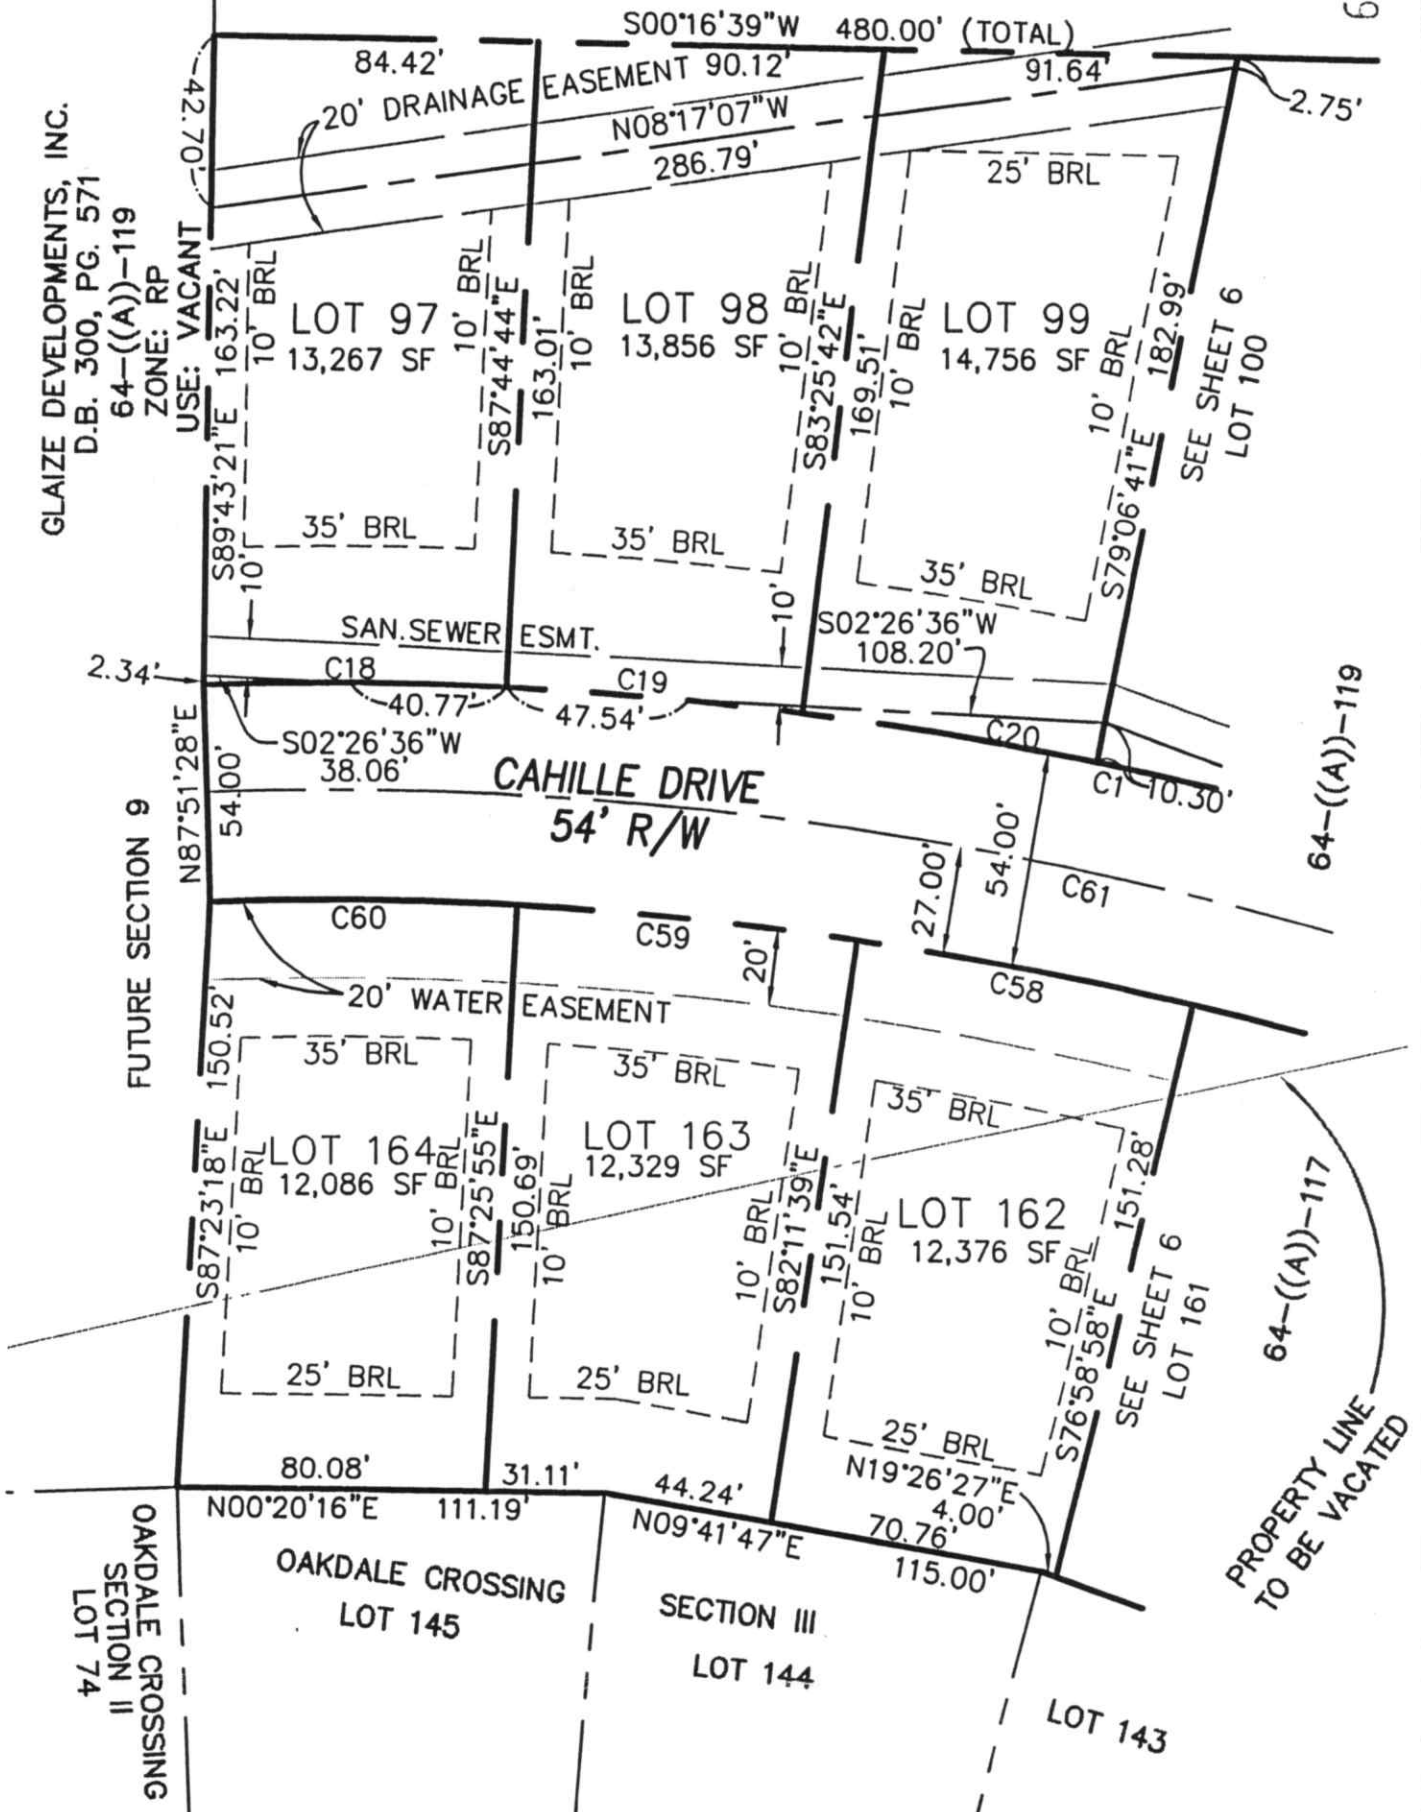 S00°16'39"W 480.00' (TOTAL)
84.42'
90.12'
91.64'
2.75'
42.70'
20' DRAINAGE EASEMENT
N08°17'07"W
286.79'
25' BRL
GLAIZE DEVELOPMENTS, INC.
D.B. 300, PG. 571
64-((A))-119
ZONE: RP
USE: VACANT
S89°43'21"E 163.22'
10' BRL
LOT 97
13,267 SF
10' BRL
S87°44'44"E
163.01'
10' BRL
LOT 98
13,856 SF
10' BRL
S83°25'42"E
169.51'
10' BRL
LOT 99
14,756 SF
10' BRL
S79°06'41"E 182.99'
SEE SHEET 6
LOT 100
35' BRL
35' BRL
35' BRL
10'
10'
SAN.SEWER ESMT.
S02°26'36"W
108.20'
2.34'
C18
C19
C20
40.77'
47.54'
S02°26'36"W
38.06'
C1
10.30'
64-((A))-119
CAHILLE DRIVE
54' R/W
N87°51'28"E
54.00'
27.00'
54.00'
C61
FUTURE SECTION 9
C60
C59
C58
20'
20' WATER EASEMENT
150.52'
S87°23'18"E
35' BRL
35' BRL
35' BRL
10' BRL
LOT 164
12,086 SF
10' BRL
S87°25'55"E
150.69'
10' BRL
LOT 163
12,329 SF
10' BRL
S82°11'39"E
151.54'
10' BRL
LOT 162
12,376 SF
10' BRL
S76°58'58"E 151.28'
SEE SHEET 6
LOT 161
64-((A))-117
PROPERTY LINE
TO BE VACATED
25' BRL
25' BRL
25' BRL
N19°26'27"E
4.00'
80.08'
31.11'
44.24'
70.76'
N00°20'16"E 111.19'
N09°41'47"E
115.00'
OAKDALE CROSSING
SECTION II
LOT 74
OAKDALE CROSSING
LOT 145
SECTION III
LOT 144
LOT 143